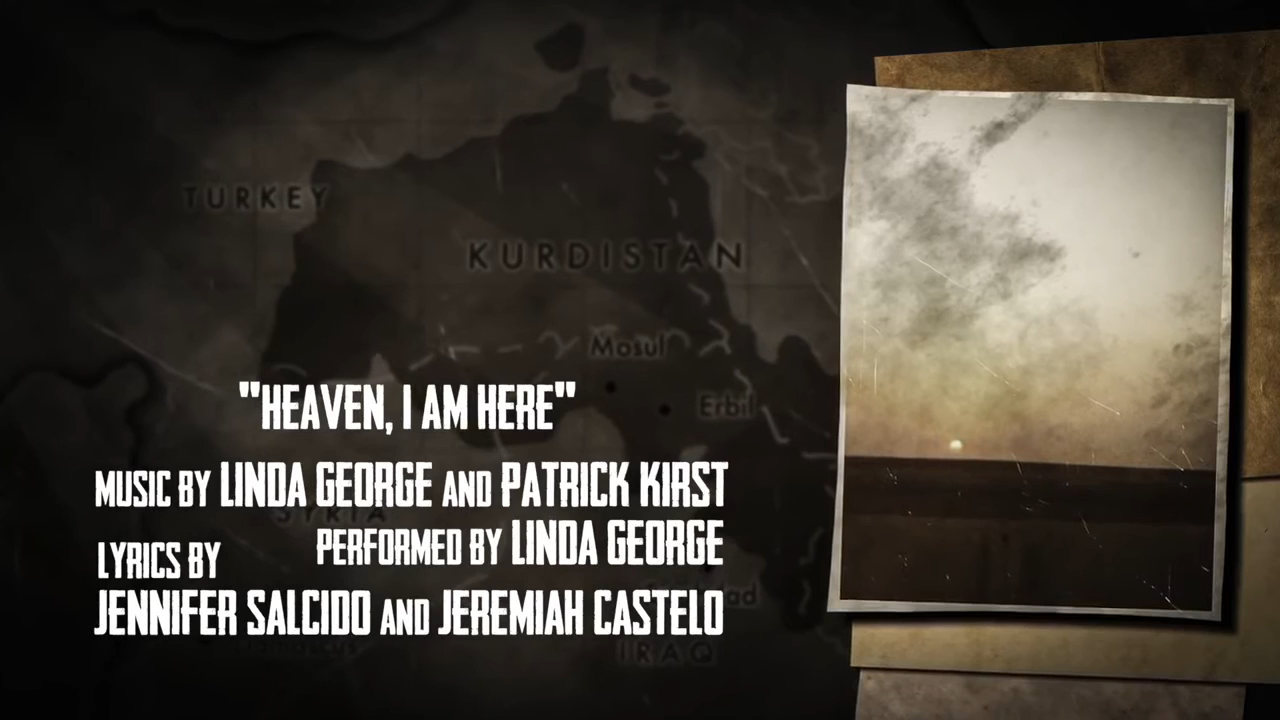 TURKEY
KURDISTAN
Mosul
Erbil
"HEAVEN, I AM HERE"
MUSIC BY LINDA GEORGE AND PATRICK KIRST
SYRIA
PERFORMED BY LINDA GEORGE
LYRICS BY
JENNIFER SALCIDO AND JEREMIAH CASTELO
IRAQ